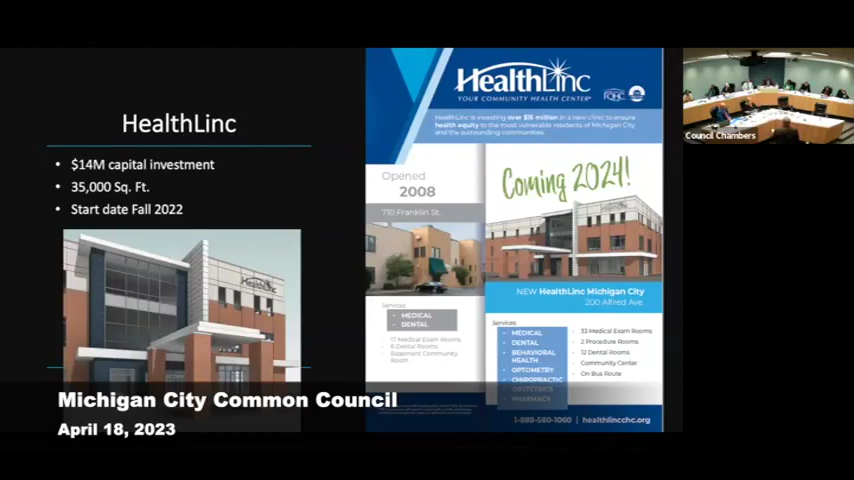 HealthLinc
• $14M capital investment
• 35,000 Sq. Ft.
• Start date Fall 2022
HealthLinc
HealthLinc
YOUR COMMUNITY HEALTH CENTER
FQHC
HealthLinc is investing over $15 million in a new clinic to ensure
health equity to the most vulnerable residents of Michigan City
and the surrounding communities.
Opened
2008
710 Franklin St.
Services
• MEDICAL
• DENTAL
17 Medical Exam Rooms
6 Dental Rooms
Basement Community
Room
Coming 2024!
NEW HealthLinc Michigan City
200 Alfred Ave.
Services
• MEDICAL
• DENTAL
• BEHAVIORAL
HEALTH
• OPTOMETRY
• CHIROPRACTIC
• OBSTETRICS
• PHARMACY
• 33 Medical Exam Rooms
• 2 Procedure Rooms
• 12 Dental Rooms
• Community Center
• On Bus Route
1-888-580-1060 | healthlincchc.org
Council Chambers
Michigan City Common Council
April 18, 2023